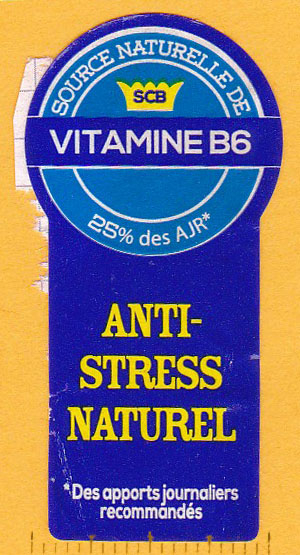 SOURCE NATURELLE DE
SCB
VITAMINE B6
25% des AJR*
ANTI-
STRESS
NATUREL
*Des apports journaliers
recommandés